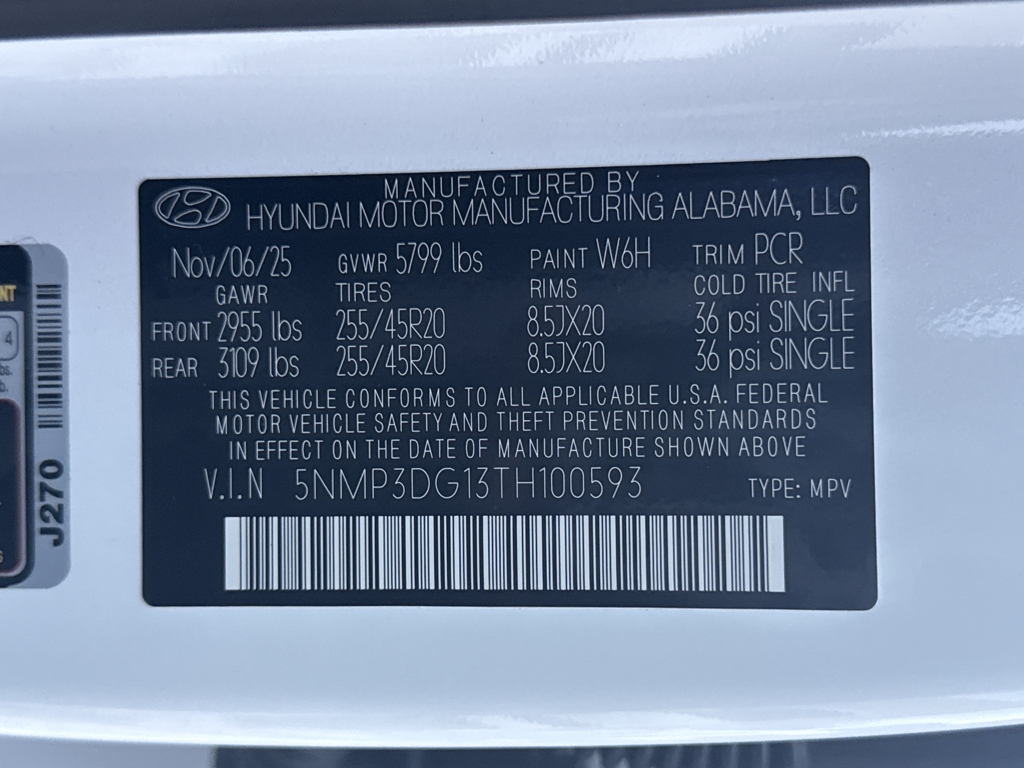 MANUFACTURED BY
HYUNDAI MOTOR MANUFACTURING ALABAMA, LLC
Nov/06/25 GVWR 5799 lbs PAINT W6H TRIM PCR
GAWR TIRES RIMS COLD TIRE INFL
FRONT 2955 lbs 255/45R20 8.5JX20 36 psi SINGLE
REAR 3109 lbs 255/45R20 8.5JX20 36 psi SINGLE
THIS VEHICLE CONFORMS TO ALL APPLICABLE U.S.A. FEDERAL
MOTOR VEHICLE SAFETY AND THEFT PREVENTION STANDARDS
IN EFFECT ON THE DATE OF MANUFACTURE SHOWN ABOVE
V.I.N 5NMP3DG13TH100593 TYPE: MPV
J270
4